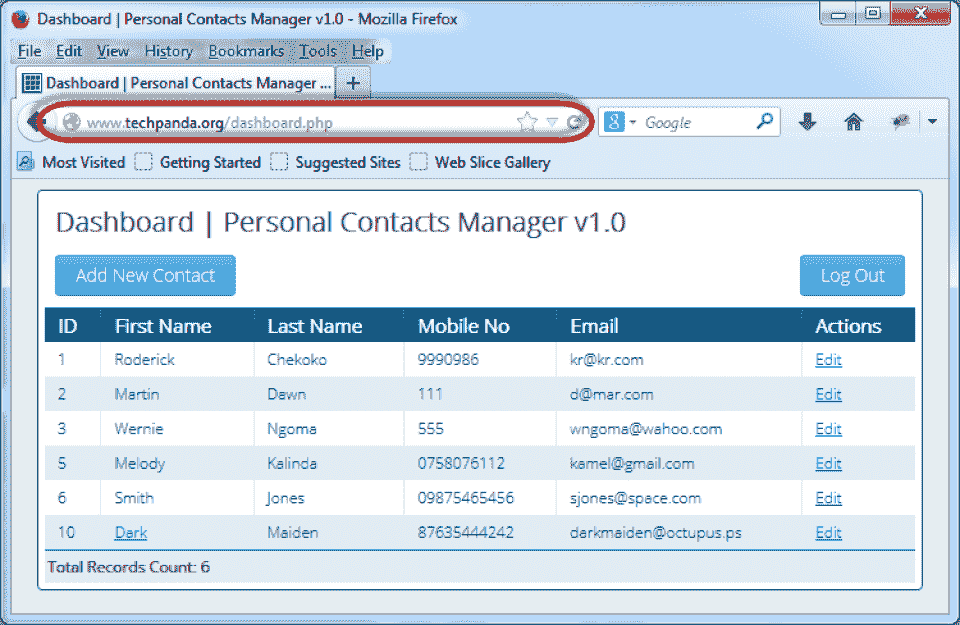 Dashboard | Personal Contacts Manager v1.0 - Mozilla Firefox
File Edit View History Bookmarks Tools Help
Dashboard | Personal Contacts Manager ... +
www.techpanda.org/dashboard.php 8 Google
Most Visited Getting Started Suggested Sites Web Slice Gallery
Dashboard | Personal Contacts Manager v1.0
Add New Contact Log Out
ID First Name Last Name Mobile No Email Actions
1 Roderick Chekoko 9990986 kr@kr.com Edit
2 Martin Dawn 111 d@mar.com Edit
3 Wernie Ngoma 555 wngoma@wahoo.com Edit
5 Melody Kalinda 0758076112 kamel@gmail.com Edit
6 Smith Jones 09875465456 sjones@space.com Edit
10 Dark Maiden 87635444242 darkmaiden@octupus.ps Edit
Total Records Count: 6